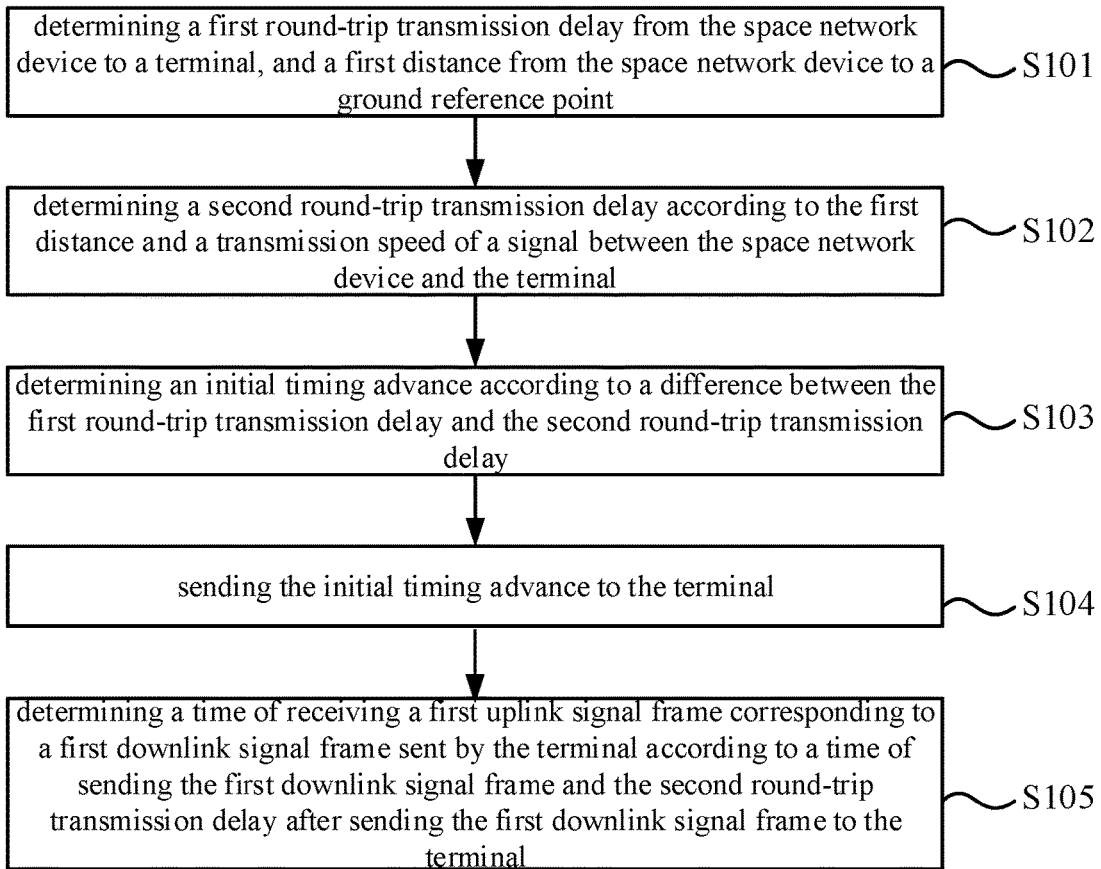 determining a first round-trip transmission delay from the space network
device to a terminal, and a first distance from the space network device to a
ground reference point
S101
determining a second round-trip transmission delay according to the first
distance and a transmission speed of a signal between the space network
device and the terminal
S102
determining an initial timing advance according to a difference between the
first round-trip transmission delay and the second round-trip transmission
delay
S103
sending the initial timing advance to the terminal
S104
determining a time of receiving a first uplink signal frame corresponding to
a first downlink signal frame sent by the terminal according to a time of
sending the first downlink signal frame and the second round-trip
transmission delay after sending the first downlink signal frame to the
terminal
S105